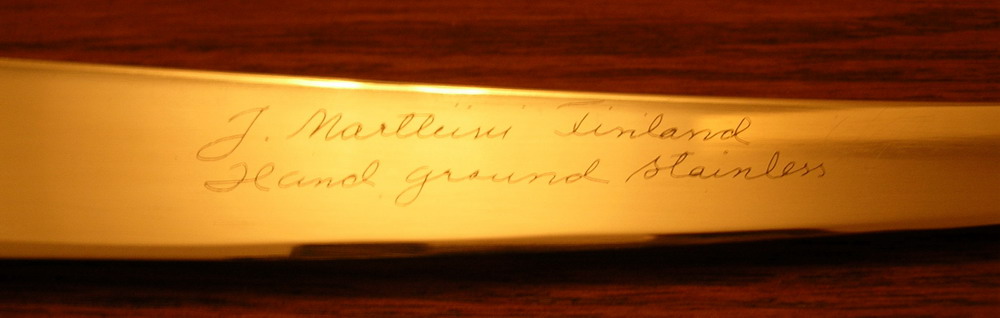 J. Marttiini Finland
Hand ground stainless